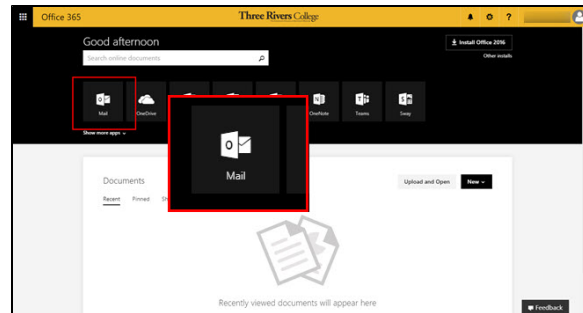 Office 365
Three Rivers College
?
Good afternoon
Install Office 2016
Search online documents
Other installs
Mail
OneDrive
OneNote
Teams
Sway
Mail
Show more apps
Documents
Upload and Open
New
Recent
Pinned
Sh
Recently viewed documents will appear here
Feedback